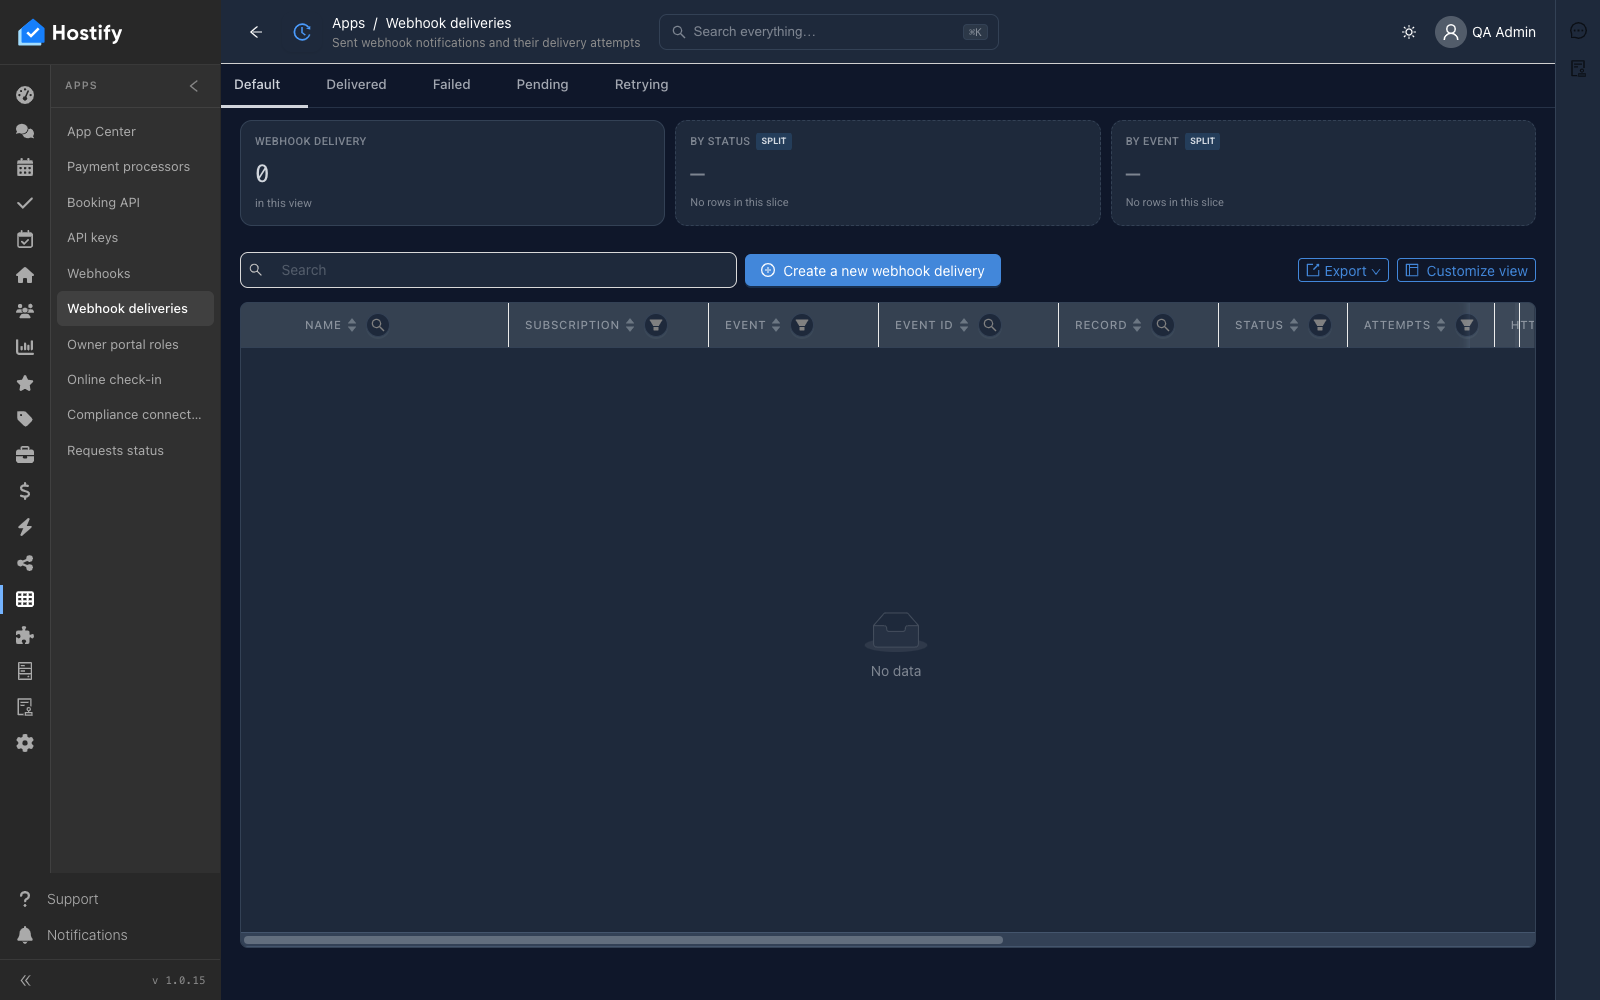 Hostify
Apps / Webhook deliveries
Sent webhook notifications and their delivery attempts
Search everything...
⌘K
QA Admin
APPS
App Center
Payment processors
Booking API
API keys
Webhooks
Webhook deliveries
Owner portal roles
Online check-in
Compliance connect...
Requests status
Support
Notifications
v 1.0.15
Default
Delivered
Failed
Pending
Retrying
WEBHOOK DELIVERY
0
in this view
BY STATUS SPLIT
—
No rows in this slice
BY EVENT SPLIT
—
No rows in this slice
Search
Create a new webhook delivery
Export
Customize view
NAME
SUBSCRIPTION
EVENT
EVENT ID
RECORD
STATUS
ATTEMPTS
HTT
No data